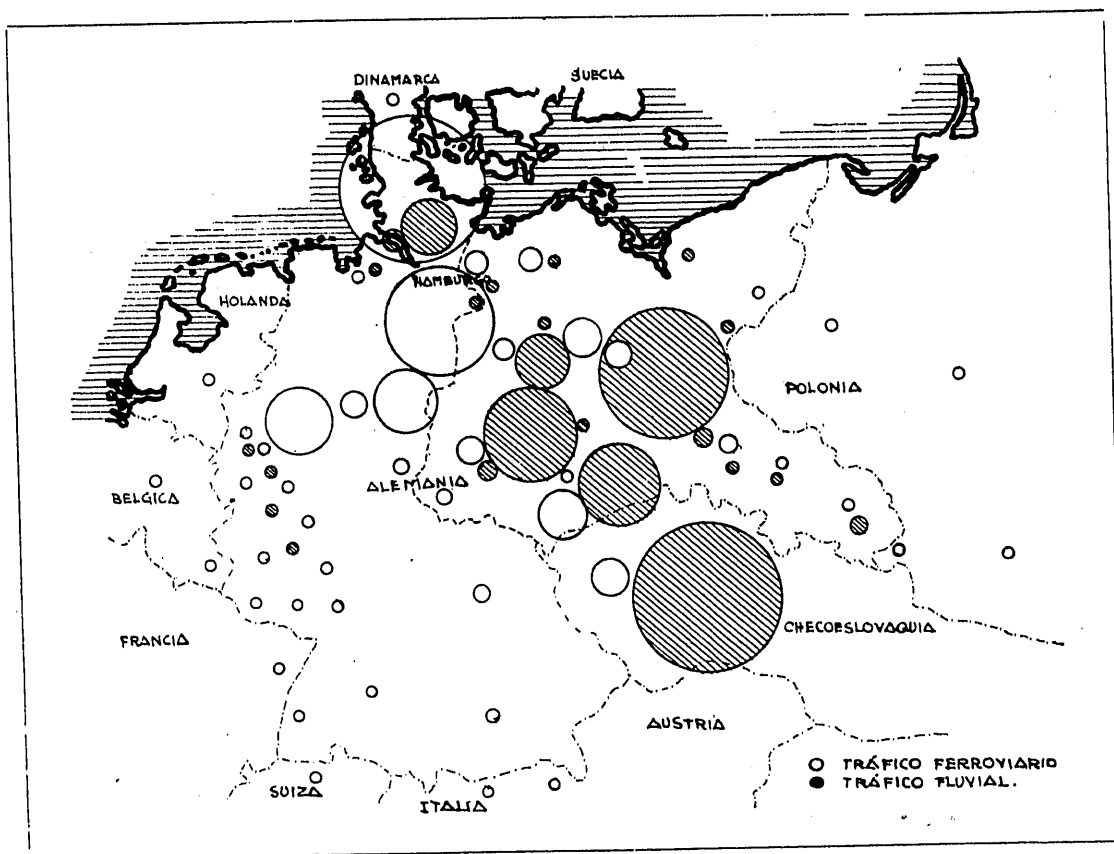 DINAMARCA
SUECIA
HAMBURGO
HOLANDA
POLONIA
BELGICA
ALEMANIA
FRANCIA
CHECOESLOVAQUIA
AUSTRIA
SUIZA
ITALIA
TRÁFICO FERROVIARIO
TRÁFICO FLUVIAL.